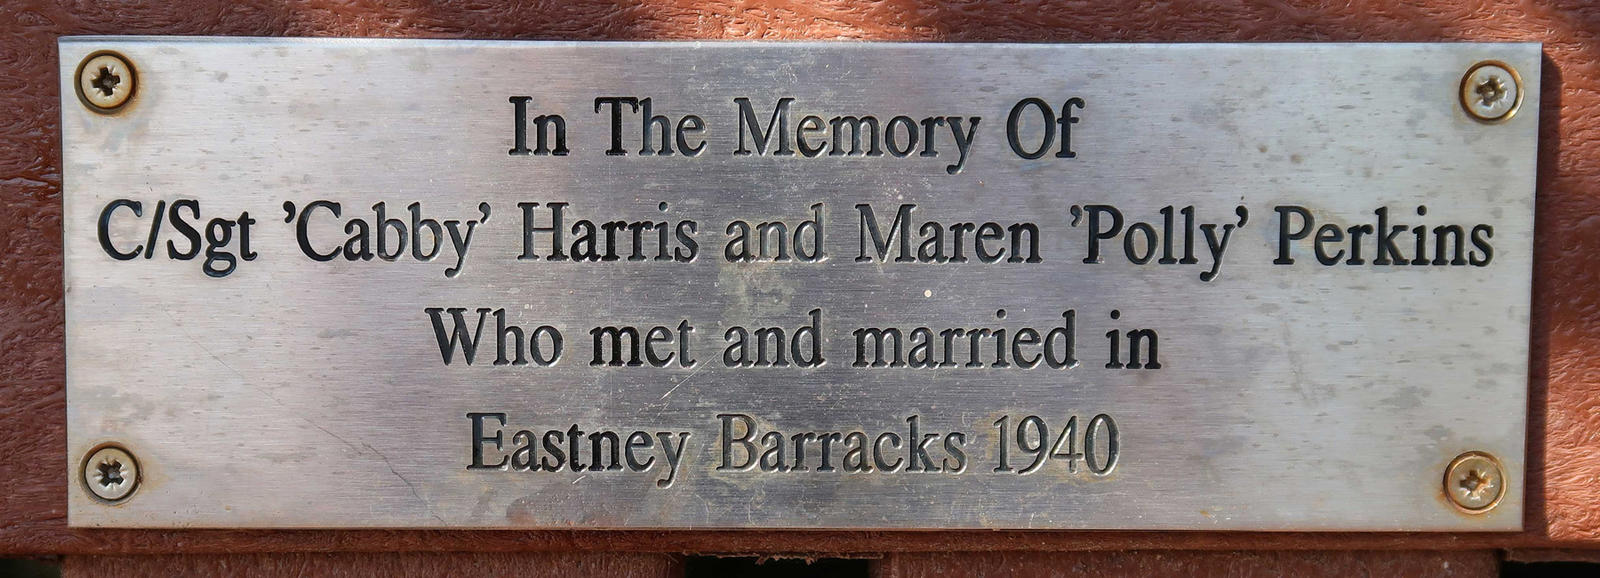 In The Memory Of
C/Sgt ’Cabby’ Harris and Maren ’Polly’ Perkins
Who met and married in
Eastney Barracks 1940